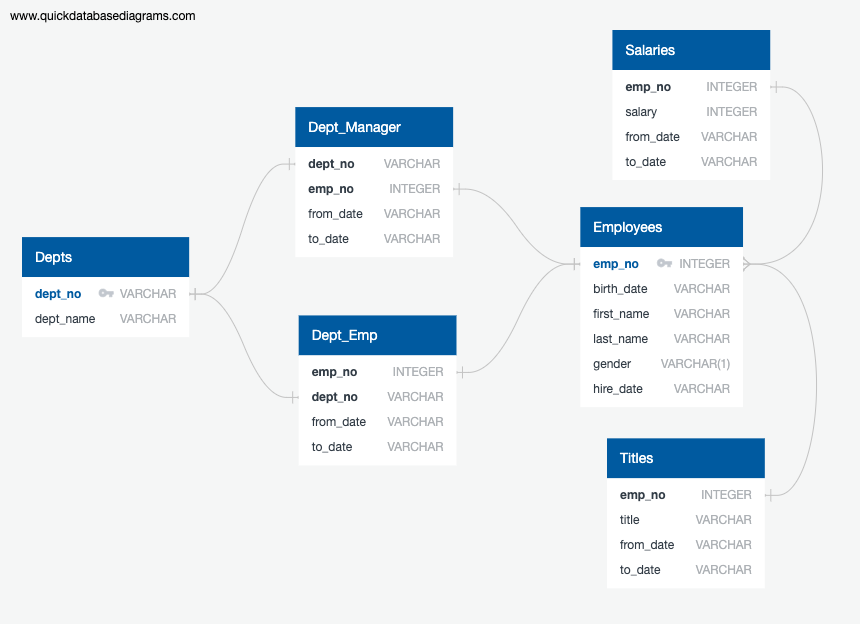 www.quickdatabasediagrams.com
Salaries
emp_no INTEGER
salary INTEGER
from_date VARCHAR
to_date VARCHAR
Dept_Manager
dept_no VARCHAR
emp_no INTEGER
from_date VARCHAR
to_date VARCHAR
Employees
emp_no INTEGER
birth_date VARCHAR
first_name VARCHAR
last_name VARCHAR
gender VARCHAR(1)
hire_date VARCHAR
Depts
dept_no VARCHAR
dept_name VARCHAR
Dept_Emp
emp_no INTEGER
dept_no VARCHAR
from_date VARCHAR
to_date VARCHAR
Titles
emp_no INTEGER
title VARCHAR
from_date VARCHAR
to_date VARCHAR